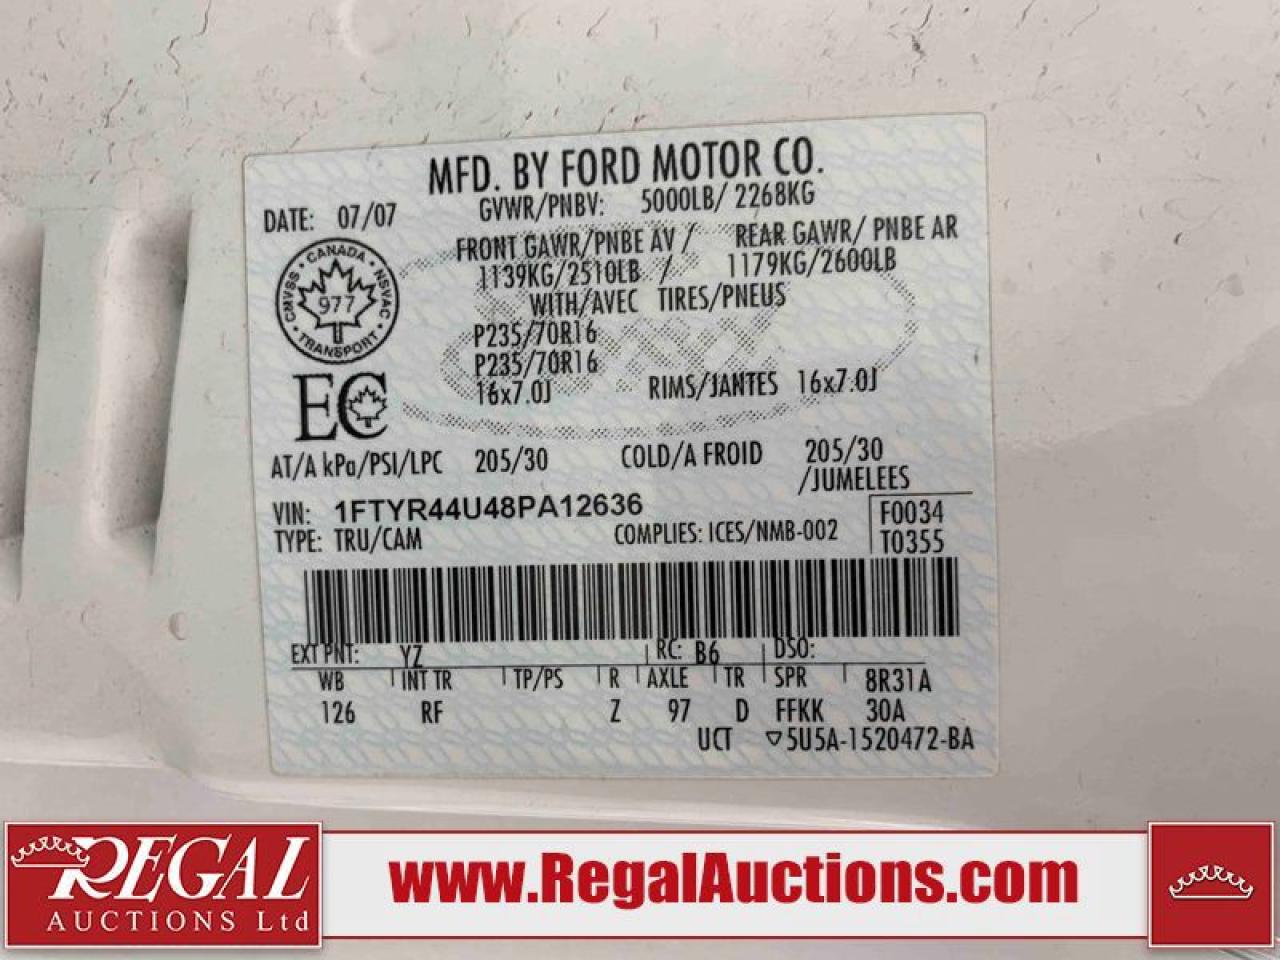 MFD. BY FORD MOTOR CO.
DATE: 07/07
GVWR/PNBV: 5000LB/ 2268KG
FRONT GAWR/PNBE AV / REAR GAWR/ PNBE AR
1139KG/2510LB / 1179KG/2600LB
WITH/AVEC TIRES/PNEUS
CMVSS • CANADA • NSVAC • TRANSPORT •
977
P235/70R16
P235/70R16
16x7.0J RIMS/JANTES 16x7.0J
EC
AT/A kPa/PSI/LPC 205/30 COLD/A FROID 205/30
/JUMELEES
VIN: 1FTYR44U48PA12636
F0034
TYPE: TRU/CAM COMPLIES: ICES/NMB-002
T0355
EXT PNT: YZ RC: B6 DSO:
WB INT TR TP/PS R AXLE TR SPR 8R31A
126 RF Z 97 D FFKK 30A
UCT ▽5U5A-1520472-BA
REGAL
AUCTIONS Ltd
www.RegalAuctions.com